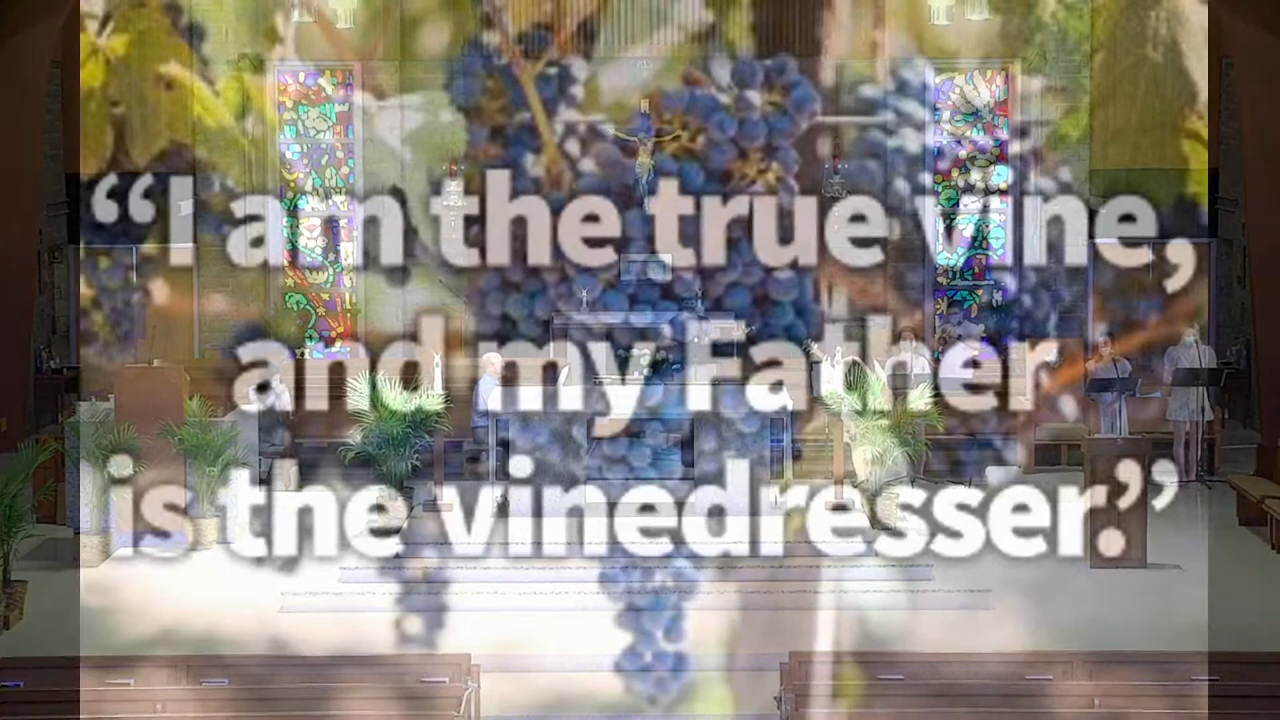 “I am the true vine,
and my Father
is the vinedresser.”